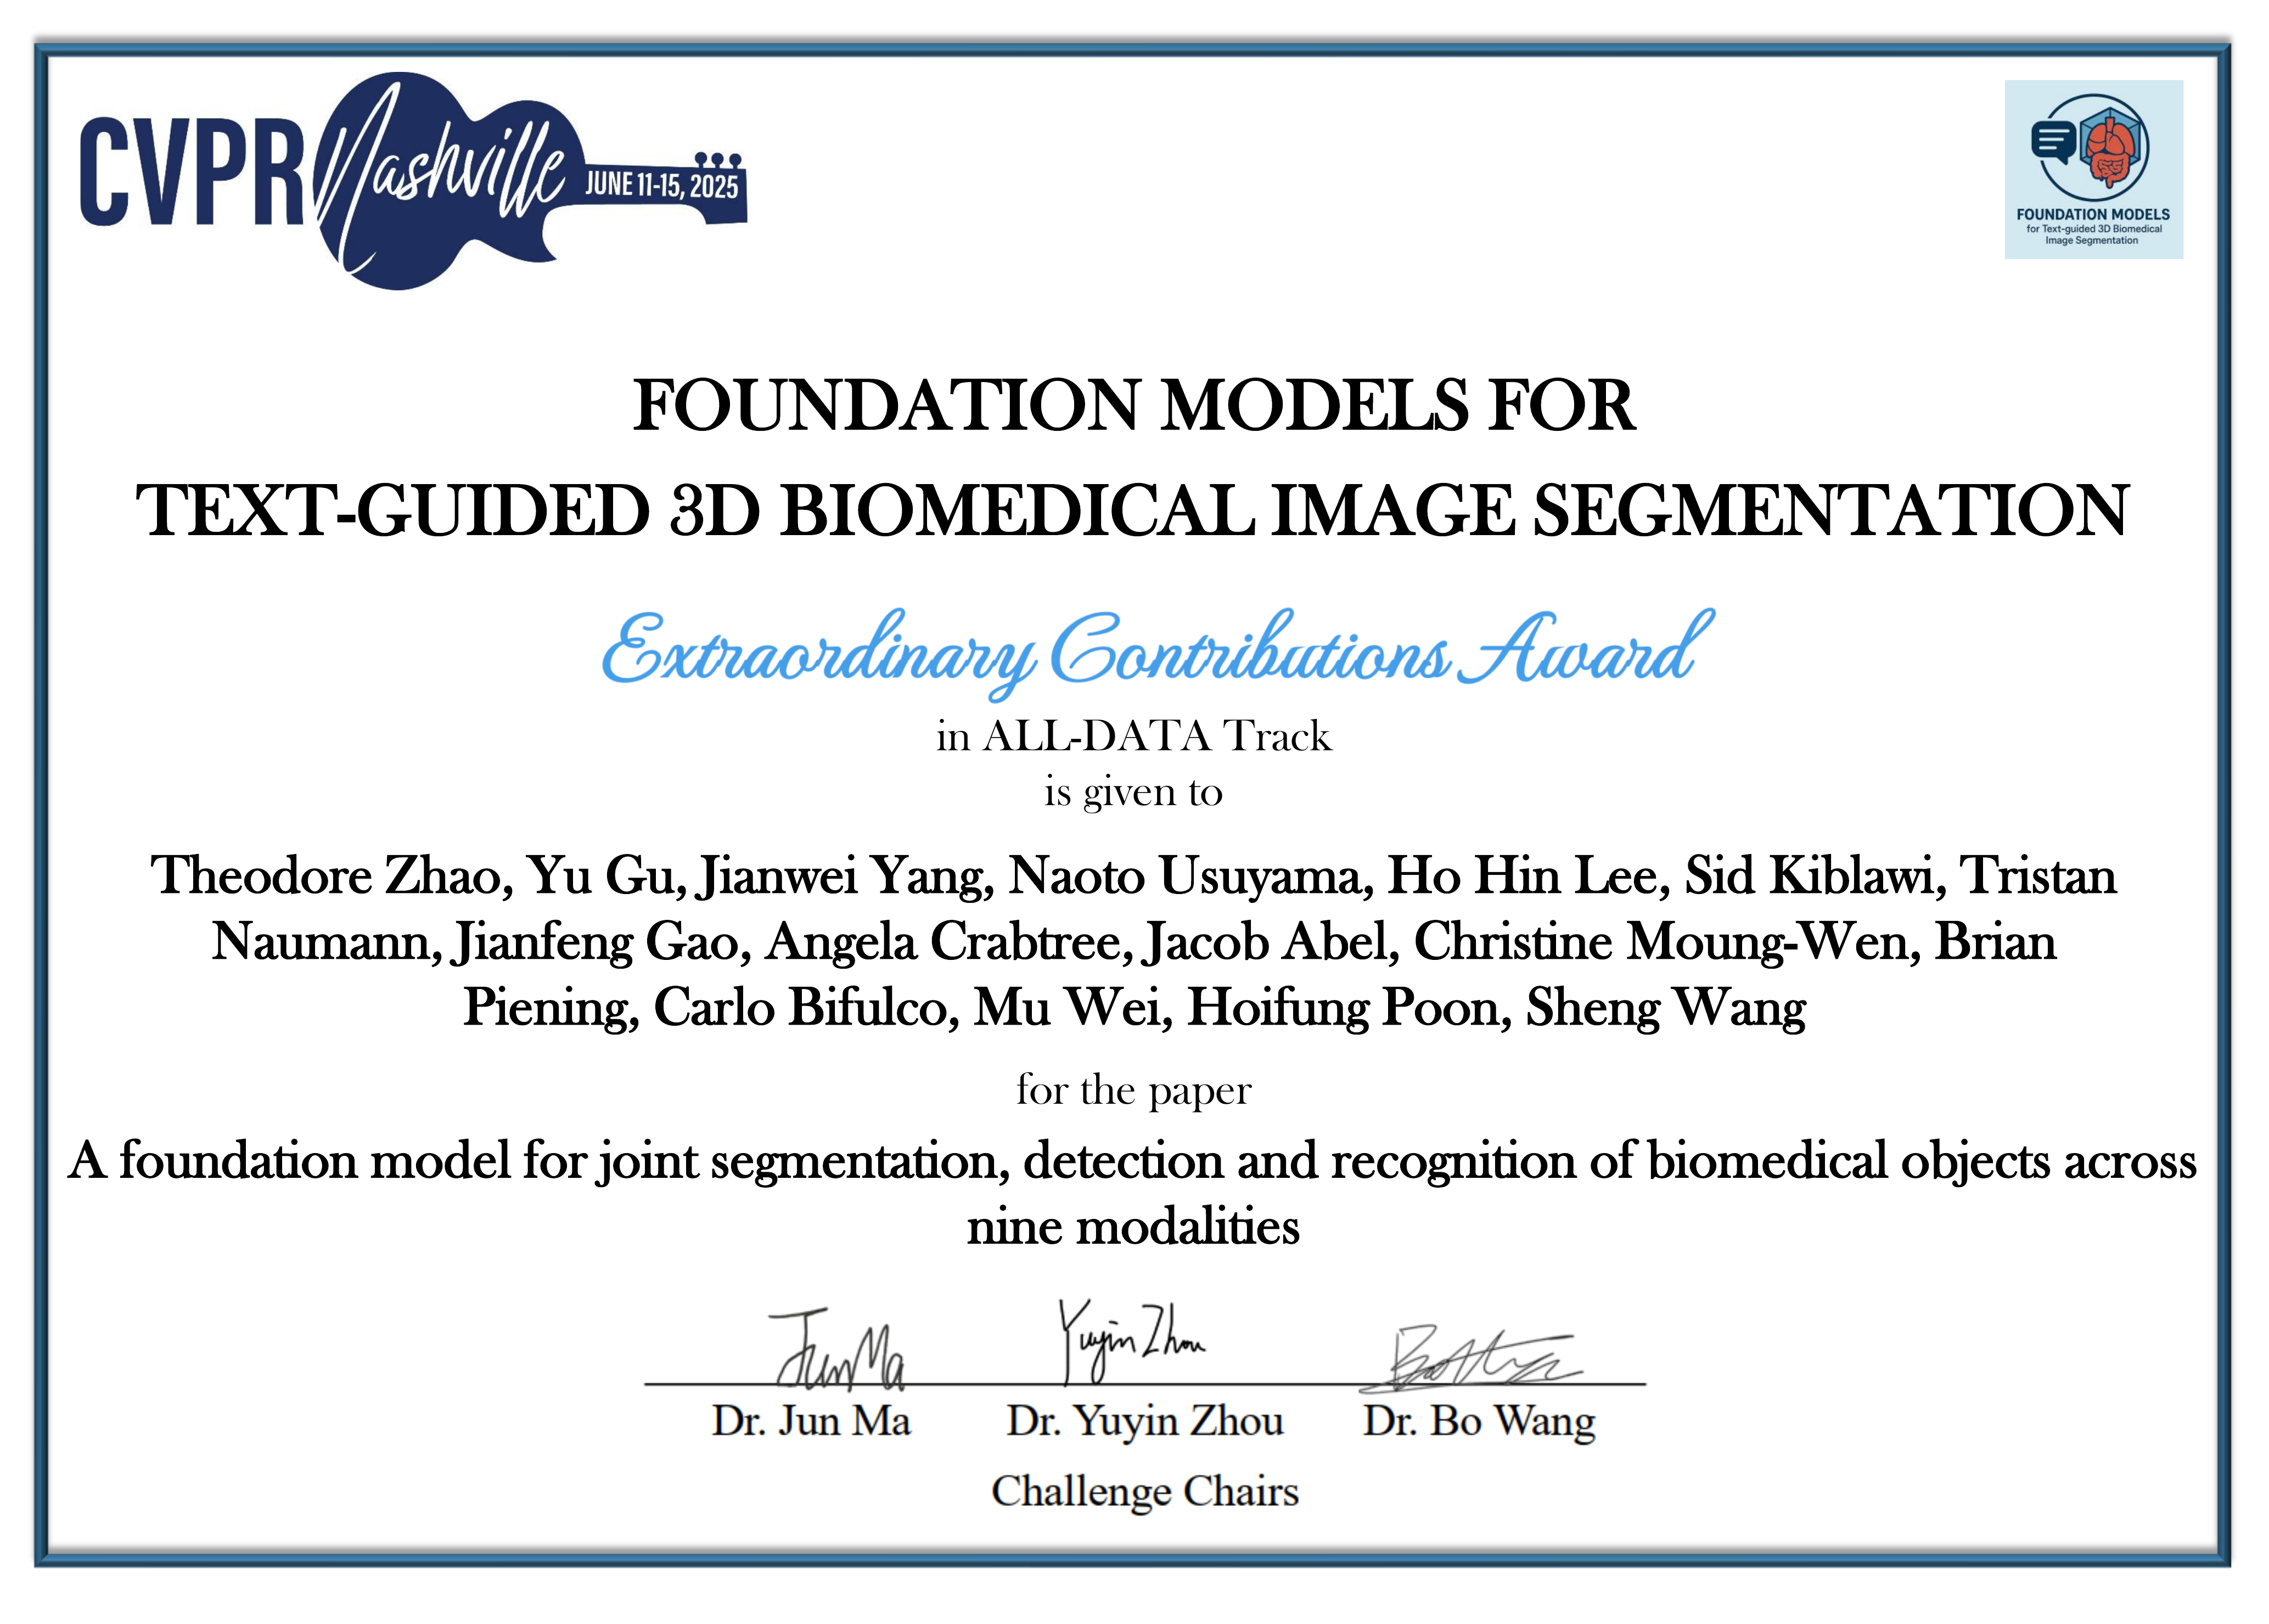 CVPR Nashville JUNE 11-15, 2025
FOUNDATION MODELS
for Text-guided 3D Biomedical
Image Segmentation
FOUNDATION MODELS FOR
TEXT-GUIDED 3D BIOMEDICAL IMAGE SEGMENTATION
Extraordinary Contributions Award
in ALL-DATA Track
is given to
Theodore Zhao, Yu Gu, Jianwei Yang, Naoto Usuyama, Ho Hin Lee, Sid Kiblawi, Tristan
Naumann, Jianfeng Gao, Angela Crabtree, Jacob Abel, Christine Moung-Wen, Brian
Piening, Carlo Bifulco, Mu Wei, Hoifung Poon, Sheng Wang
for the paper
A foundation model for joint segmentation, detection and recognition of biomedical objects across
nine modalities
Jun Ma Yuyin Zhou Bo Wang
Dr. Jun Ma Dr. Yuyin Zhou Dr. Bo Wang
Challenge Chairs